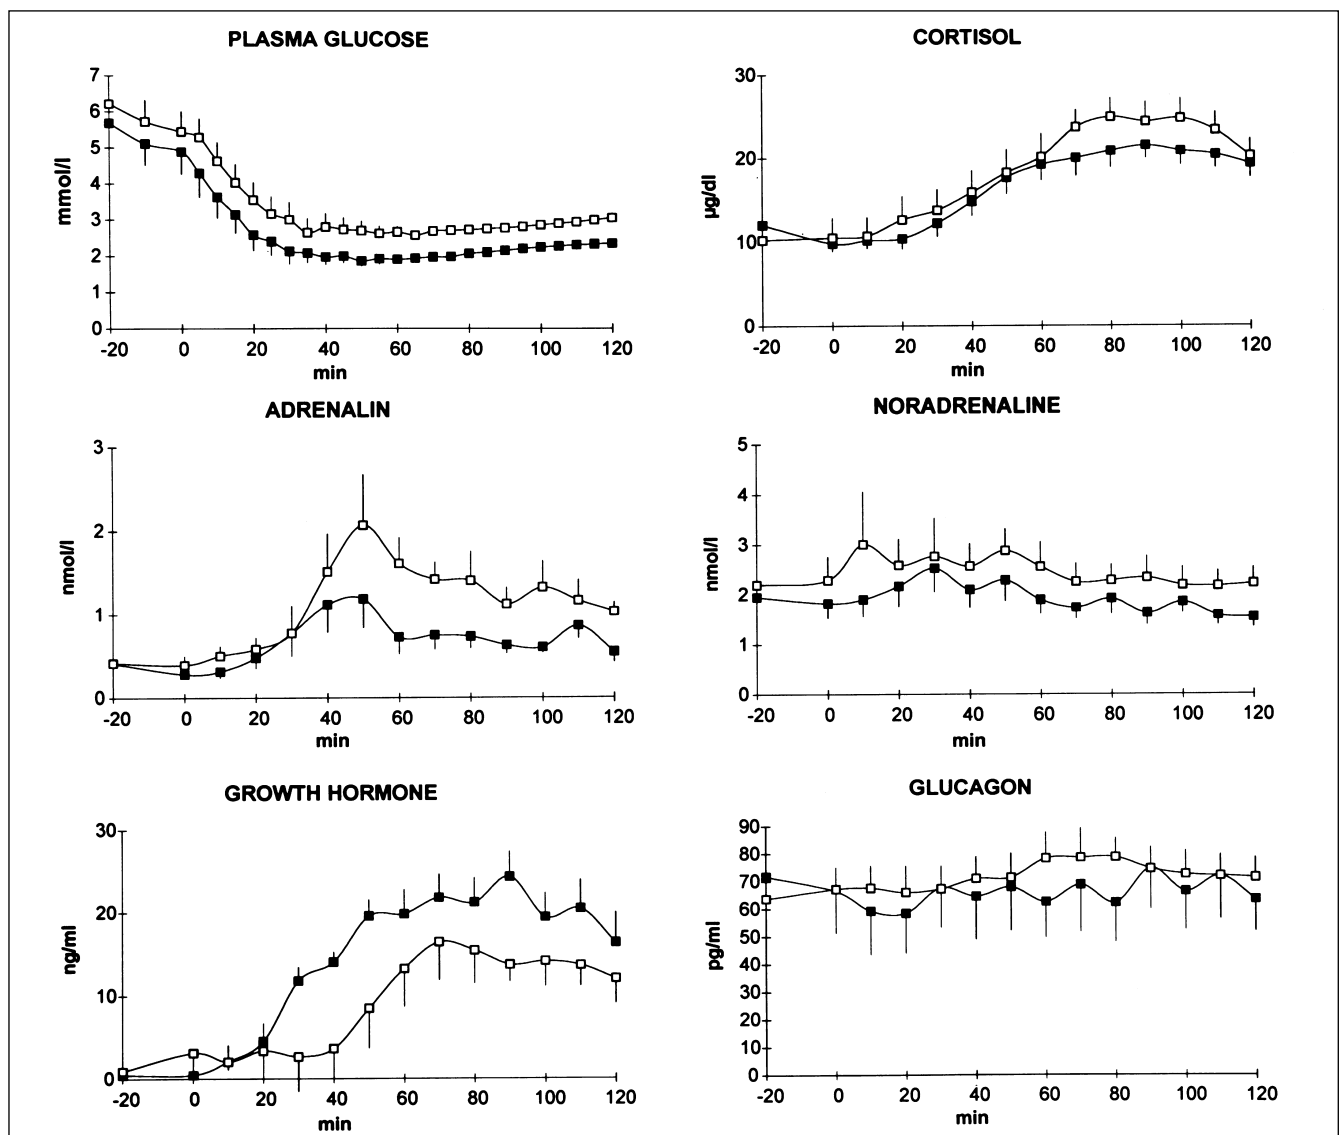 PLASMA GLUCOSE
7
6
5
4
3
2
1
0
mmol/l
-20 0 20 40 60 80 100 120
min
CORTISOL
30
20
10
0
µg/dl
-20 0 20 40 60 80 100 120
min
ADRENALIN
3
2
1
0
nmol/l
-20 0 20 40 60 80 100 120
min
NORADRENALINE
5
4
3
2
1
0
nmol/l
-20 0 20 40 60 80 100 120
min
GROWTH HORMONE
30
20
10
0
ng/ml
-20 0 20 40 60 80 100 120
min
GLUCAGON
90
80
70
60
50
40
30
20
10
0
pg/ml
-20 0 20 40 60 80 100 120
min